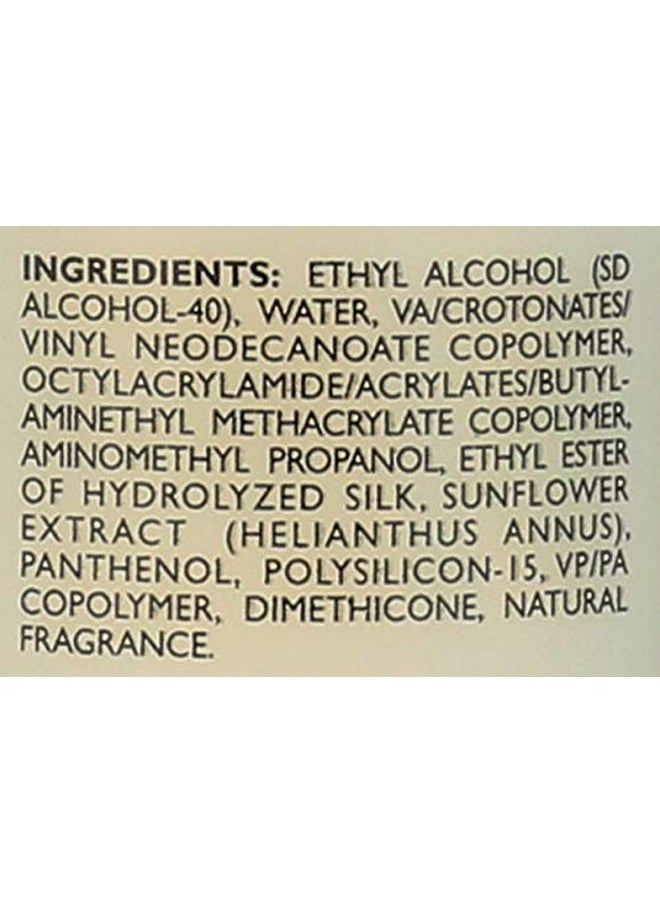 INGREDIENTS: ETHYL ALCOHOL (SD
ALCOHOL-40), WATER, VA/CROTONATES/
VINYL NEODECANOATE COPOLYMER,
OCTYLACRYLAMIDE/ACRYLATES/BUTYL-
AMINETHYL METHACRYLATE COPOLYMER,
AMINOMETHYL PROPANOL, ETHYL ESTER
OF HYDROLYZED SILK, SUNFLOWER
EXTRACT (HELIANTHUS ANNUS),
PANTHENOL, POLYSILICON-15, VP/PA
COPOLYMER, DIMETHICONE, NATURAL
FRAGRANCE.